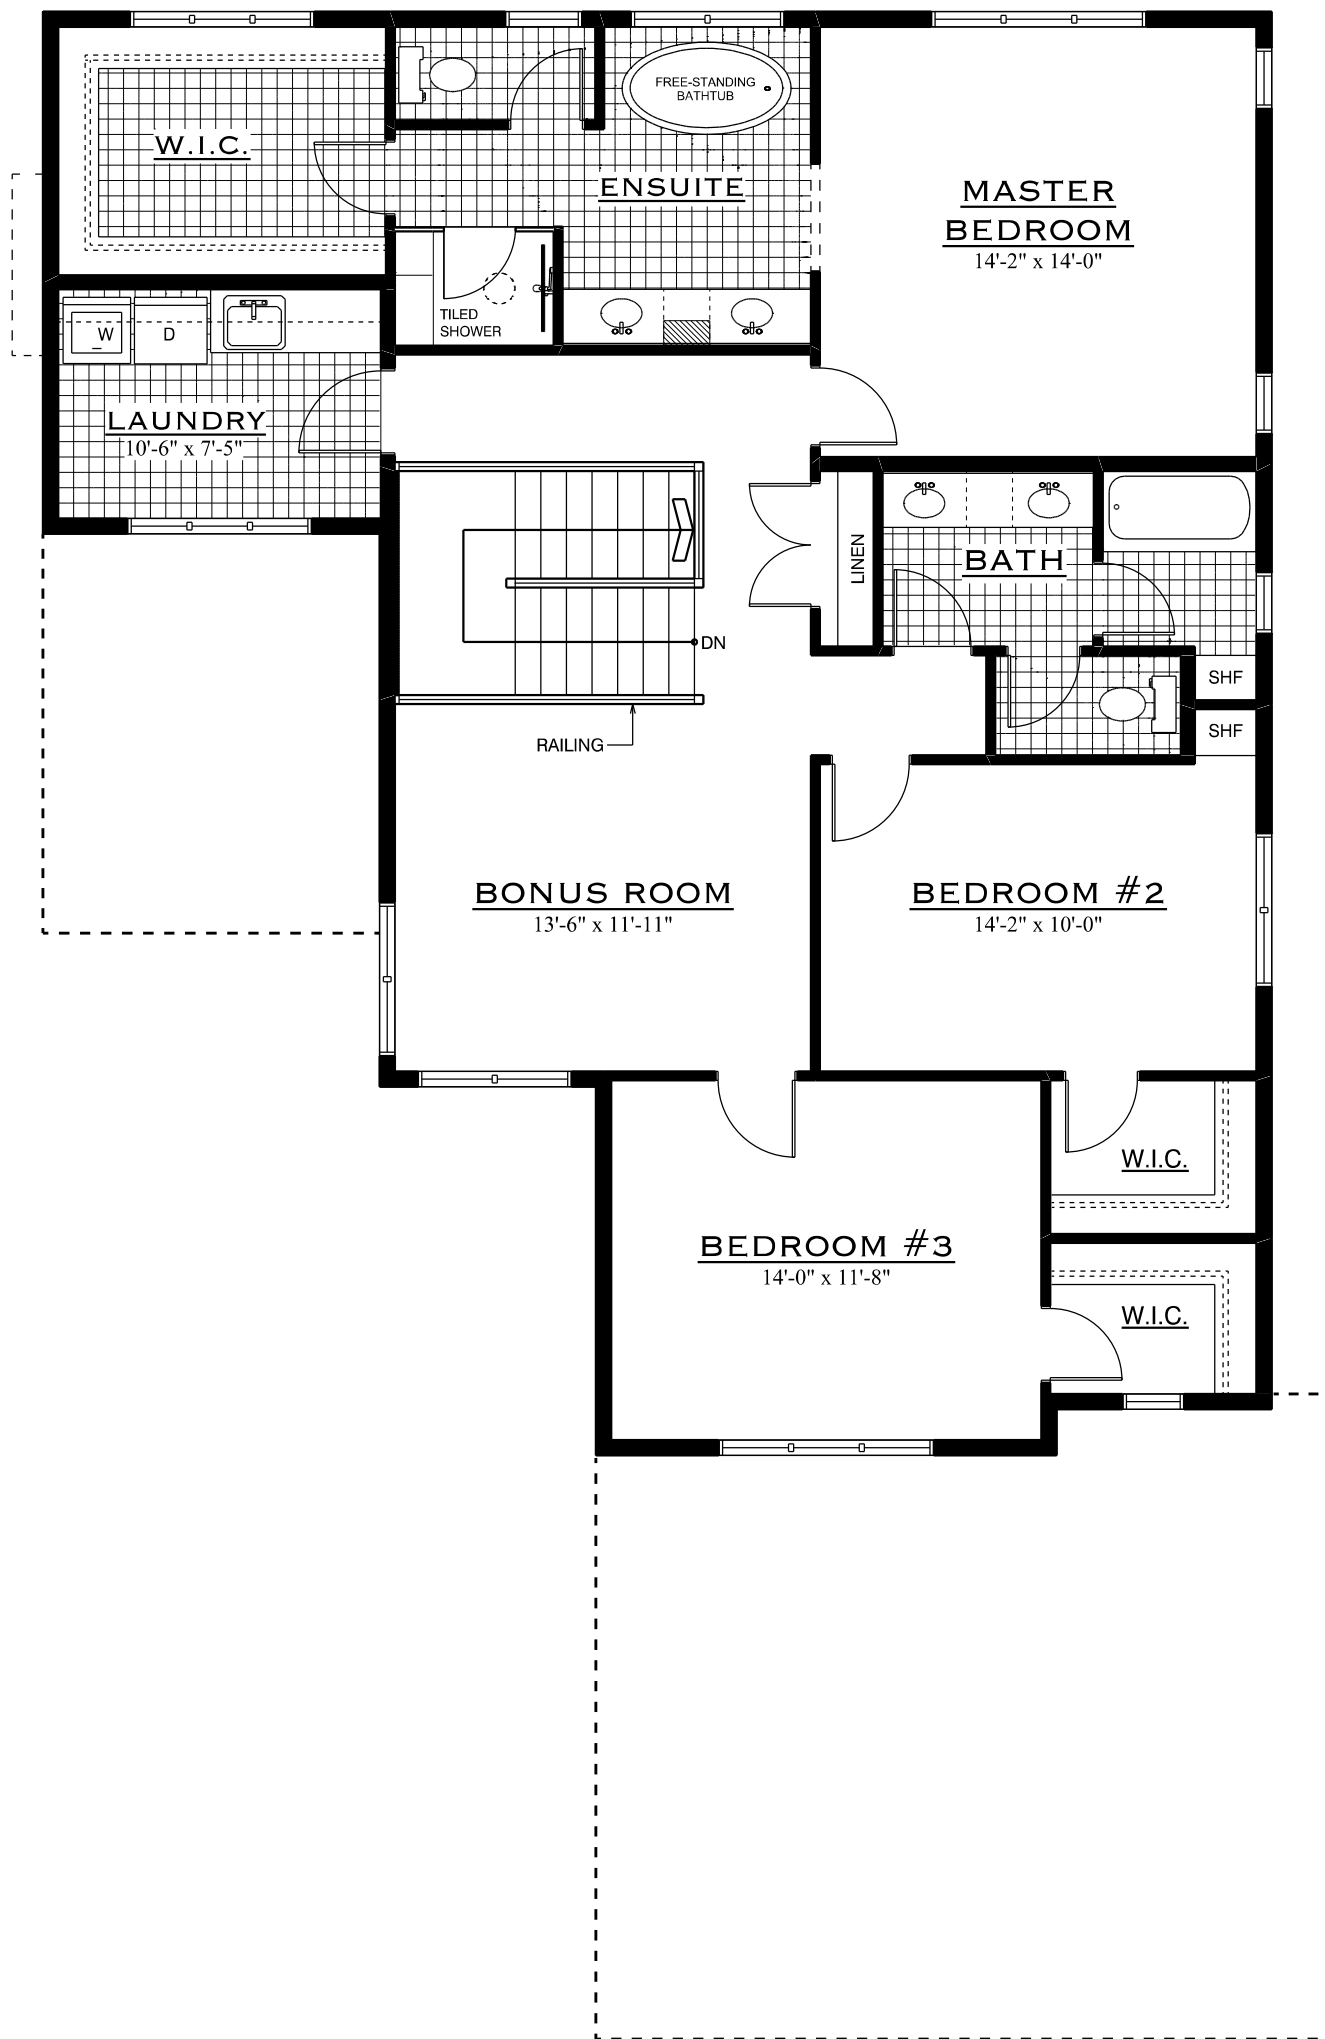 FREE-STANDING
BATHTUB
W.I.C.
ENSUITE
MASTER
BEDROOM
14'-2" x 14'-0"
TILED
SHOWER
W
D
LAUNDRY
10'-6" x 7'-5"
LINEN
BATH
DN
SHF
SHF
RAILING
BONUS ROOM
13'-6" x 11'-11"
BEDROOM #2
14'-2" x 10'-0"
W.I.C.
BEDROOM #3
14'-0" x 11'-8"
W.I.C.